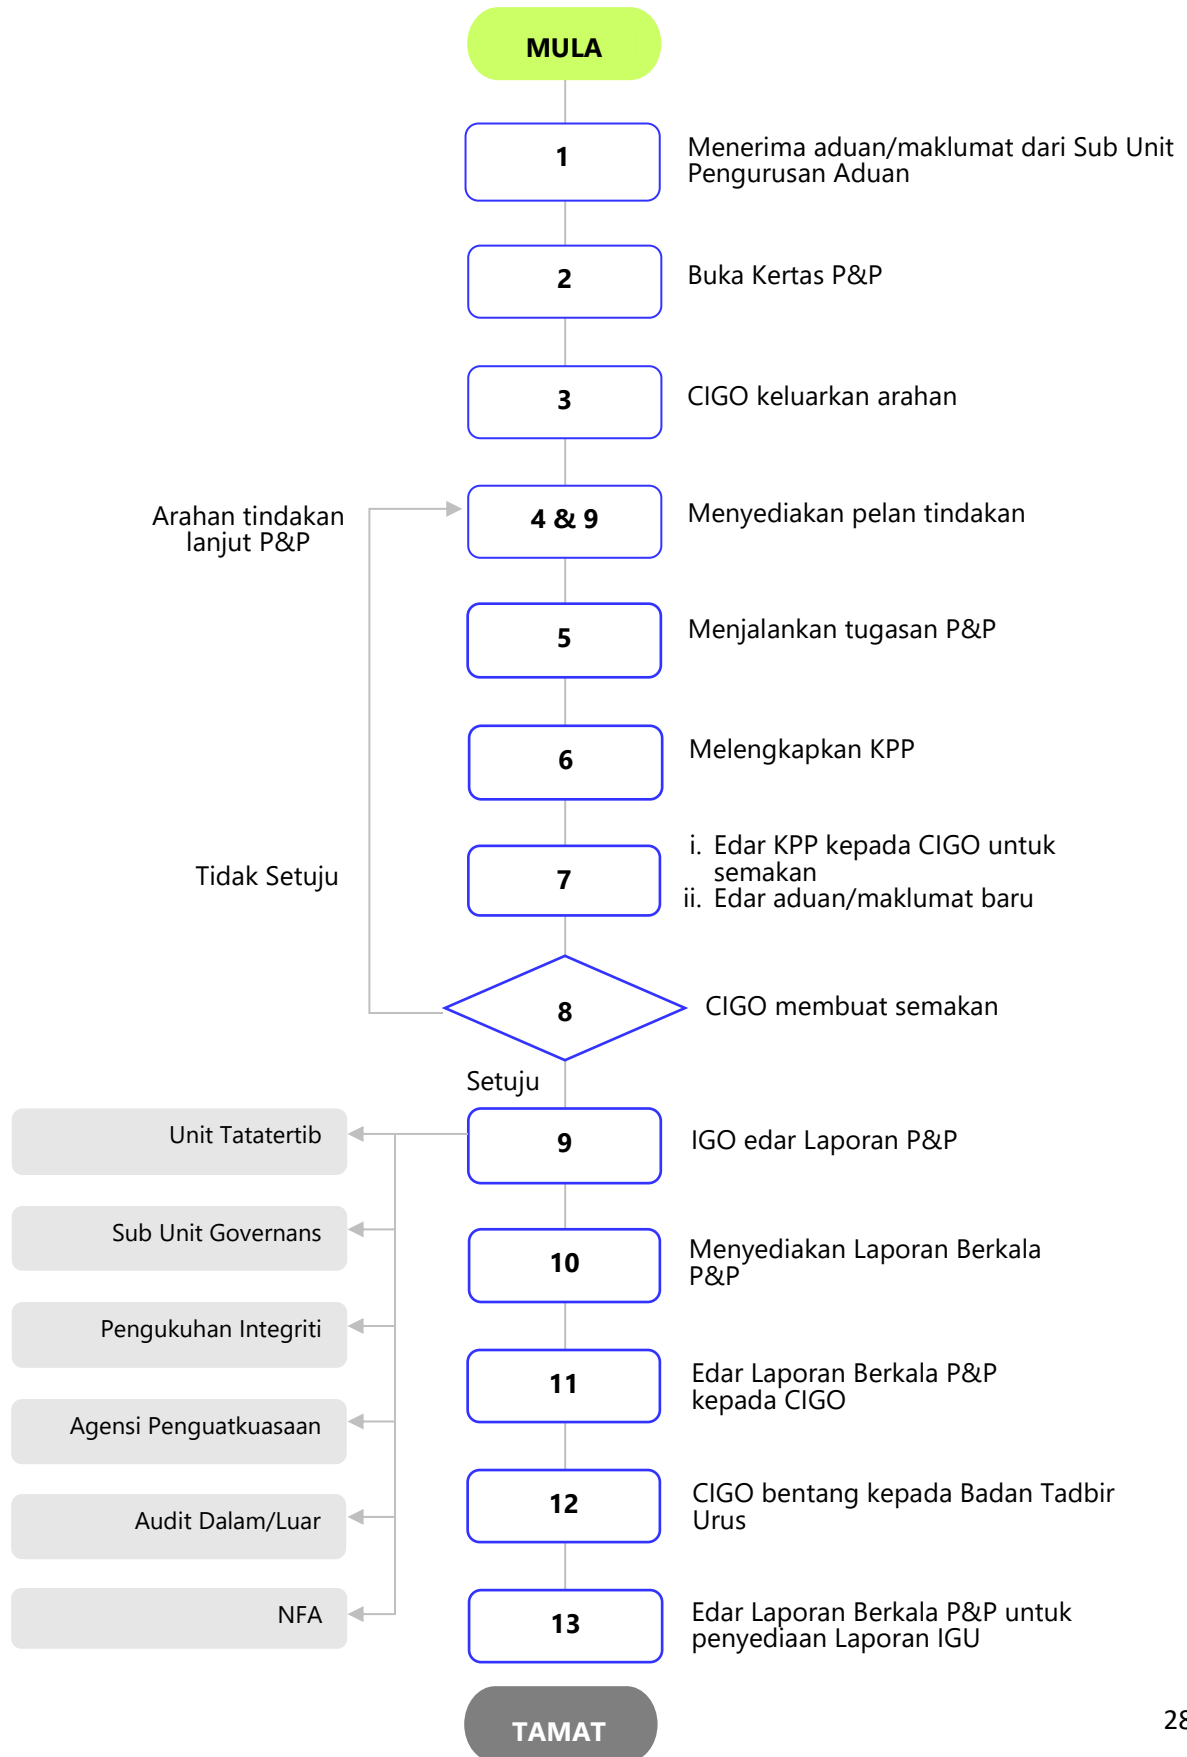 MULA
1
Menerima aduan/maklumat dari Sub Unit
Pengurusan Aduan
2
Buka Kertas P&P
3
CIGO keluarkan arahan
Arahan tindakan
lanjut P&P
4 & 9
Menyediakan pelan tindakan
5
Menjalankan tugasan P&P
6
Melengkapkan KPP
Tidak Setuju
7
i. Edar KPP kepada CIGO untuk
semakan
ii. Edar aduan/maklumat baru
8
CIGO membuat semakan
Setuju
Unit Tatatertib
9
IGO edar Laporan P&P
Sub Unit Governans
10
Menyediakan Laporan Berkala
P&P
Pengukuhan Integriti
11
Edar Laporan Berkala P&P
kepada CIGO
Agensi Penguatkuasaan
12
CIGO bentang kepada Badan Tadbir
Urus
Audit Dalam/Luar
NFA
13
Edar Laporan Berkala P&P untuk
penyediaan Laporan IGU
TAMAT
28